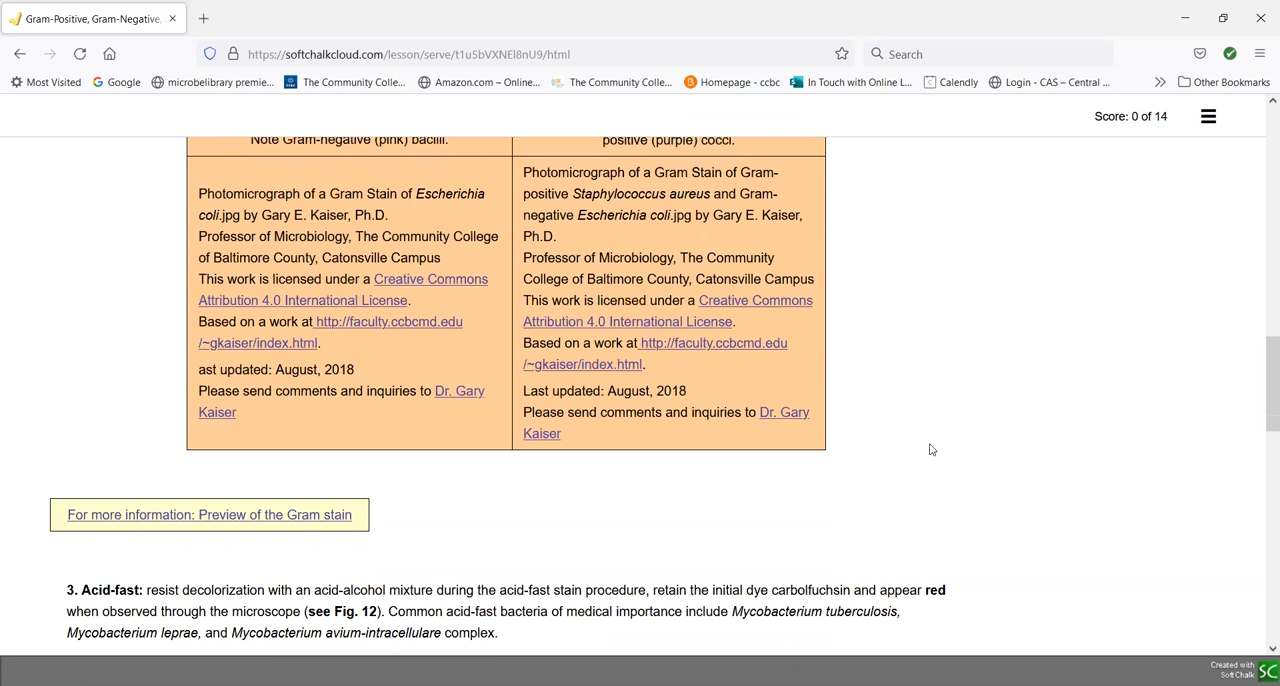 Gram-Positive, Gram-Negative,
https://softchalkcloud.com/lesson/serve/t1u5bVXNEl8nU9/html
Search
Most Visited
Google
microbelibrary premie...
The Community Colle...
Amazon.com – Online...
The Community Colle...
Homepage - ccbc
In Touch with Online L...
Calendly
Login - CAS – Central ...
Other Bookmarks
Score: 0 of 14
Note Gram-negative (pink) bacilli.
positive (purple) cocci.
Photomicrograph of a Gram Stain of Escherichia
coli.jpg by Gary E. Kaiser, Ph.D.
Professor of Microbiology, The Community College
of Baltimore County, Catonsville Campus
This work is licensed under a Creative Commons
Attribution 4.0 International License.
Based on a work at http://faculty.ccbcmd.edu
/~gkaiser/index.html.
ast updated: August, 2018
Please send comments and inquiries to Dr. Gary
Kaiser
Photomicrograph of a Gram Stain of Gram-
positive Staphylococcus aureus and Gram-
negative Escherichia coli.jpg by Gary E. Kaiser,
Ph.D.
Professor of Microbiology, The Community
College of Baltimore County, Catonsville Campus
This work is licensed under a Creative Commons
Attribution 4.0 International License.
Based on a work at http://faculty.ccbcmd.edu
/~gkaiser/index.html.
Last updated: August, 2018
Please send comments and inquiries to Dr. Gary
Kaiser
For more information: Preview of the Gram stain
3. Acid-fast: resist decolorization with an acid-alcohol mixture during the acid-fast stain procedure, retain the initial dye carbolfuchsin and appear red
when observed through the microscope (see Fig. 12). Common acid-fast bacteria of medical importance include Mycobacterium tuberculosis,
Mycobacterium leprae, and Mycobacterium avium-intracellulare complex.
Created with
SoftChalk
SC